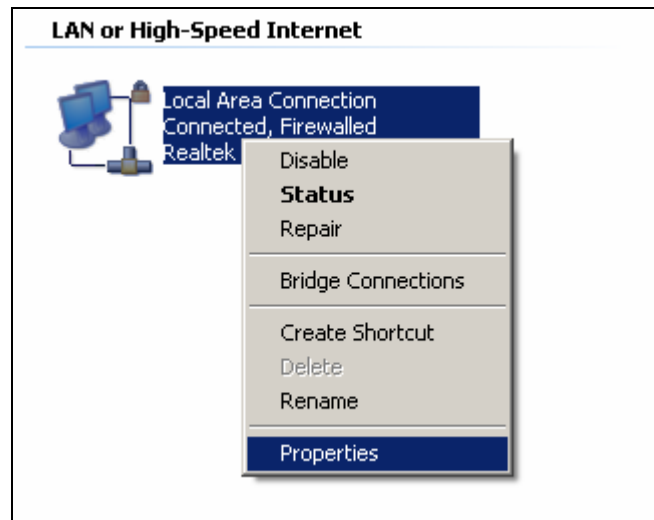 LAN or High-Speed Internet
Local Area Connection
Connected, Firewalled
Realtek
Disable
Status
Repair
Bridge Connections
Create Shortcut
Delete
Rename
Properties